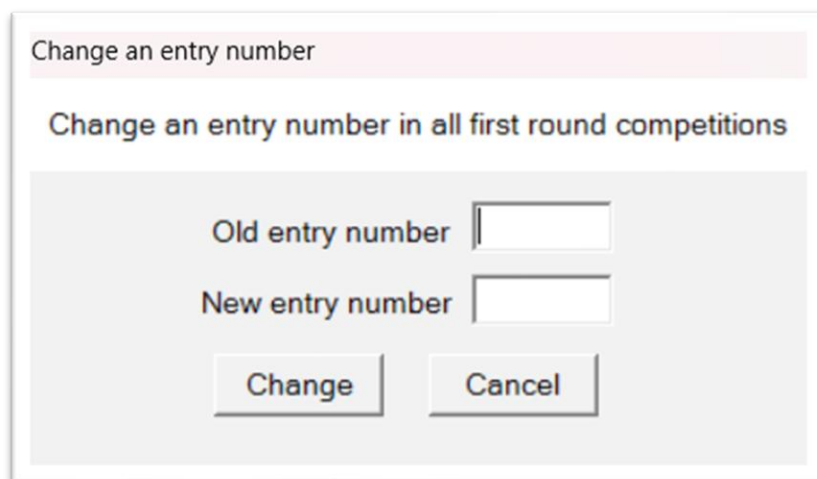 Change an entry number
Change an entry number in all first round competitions
Old entry number
New entry number
Change Cancel